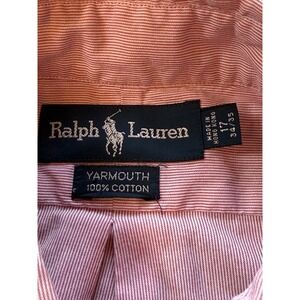 Ralph Lauren
MADE IN
HONG KONG
17
34/35
YARMOUTH
100% COTTON